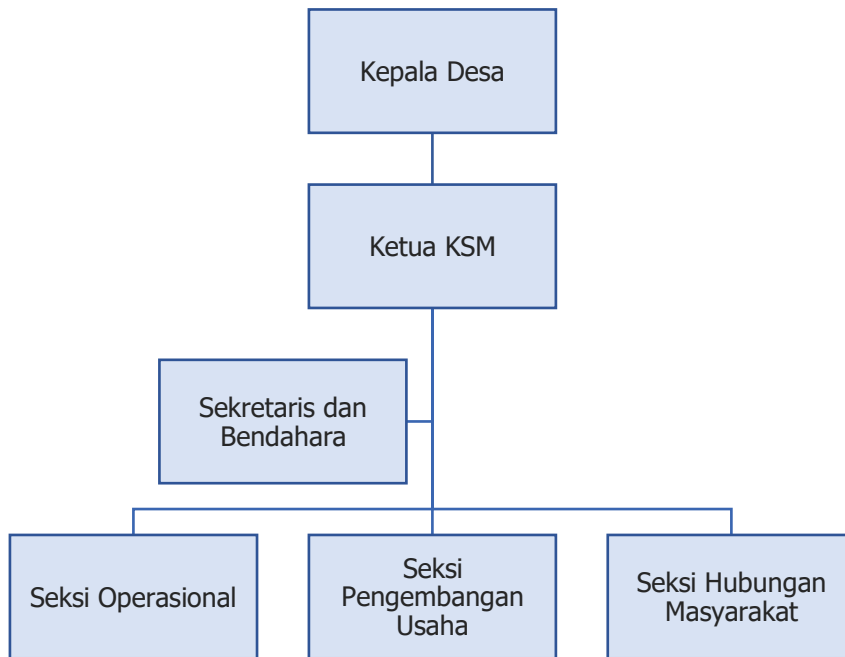 Kepala Desa
Ketua KSM
Sekretaris dan
Bendahara
Seksi Operasional
Seksi
Pengembangan
Usaha
Seksi Hubungan
Masyarakat